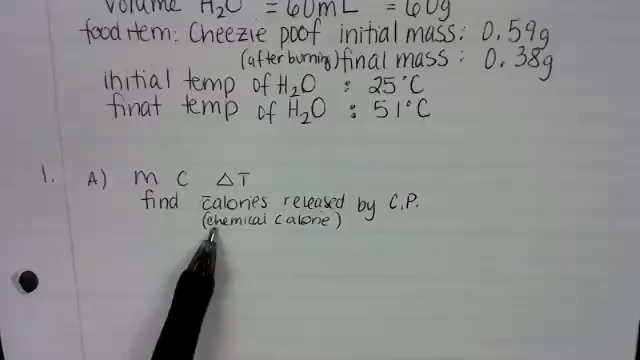 volume H₂O = 60mL = 60g
food item: Cheezie poof initial mass: 0.59g
(after burning) final mass: 0.38g
initial temp of H₂O : 25°C
final temp of H₂O : 51°C
1. A) m C ΔT
find calories released by C.P.
(chemical calorie)